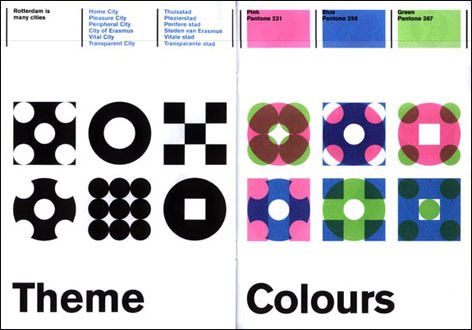 Rotterdam is
many cities
Home City
Pleasure City
Peripheral City
City of Erasmus
Vital City
Transparent City
Thuisstad
Plezierstad
Perifere stad
Steden van Erasmus
Vitale stad
Transparante stad
Pink
Pantone 231
Blue
Pantone 298
Green
Pantone 367
Theme
Colours